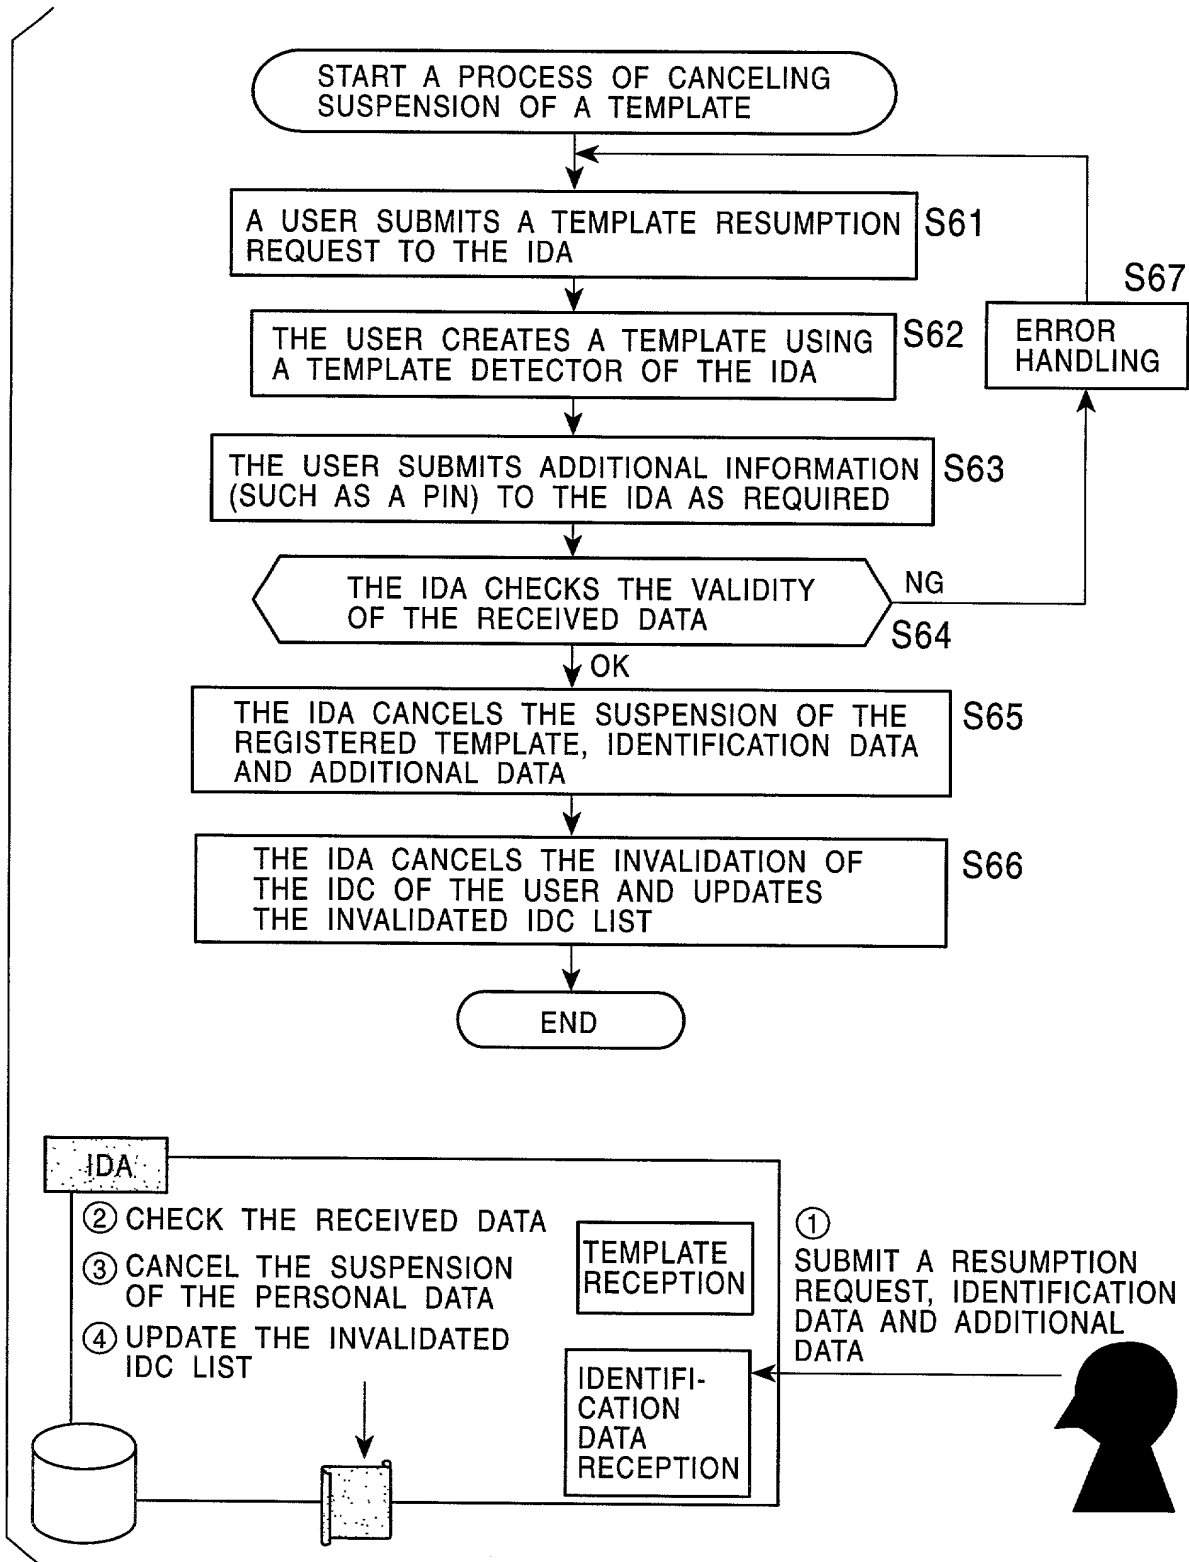 START A PROCESS OF CANCELING
SUSPENSION OF A TEMPLATE
A USER SUBMITS A TEMPLATE RESUMPTION
REQUEST TO THE IDA
S61
S67
ERROR
HANDLING
THE USER CREATES A TEMPLATE USING
A TEMPLATE DETECTOR OF THE IDA
S62
THE USER SUBMITS ADDITIONAL INFORMATION
(SUCH AS A PIN) TO THE IDA AS REQUIRED
S63
THE IDA CHECKS THE VALIDITY
OF THE RECEIVED DATA
NG
S64
OK
THE IDA CANCELS THE SUSPENSION OF THE
REGISTERED TEMPLATE, IDENTIFICATION DATA
AND ADDITIONAL DATA
S65
THE IDA CANCELS THE INVALIDATION OF
THE IDC OF THE USER AND UPDATES
THE INVALIDATED IDC LIST
S66
END
IDA
② CHECK THE RECEIVED DATA
③ CANCEL THE SUSPENSION
OF THE PERSONAL DATA
④ UPDATE THE INVALIDATED
IDC LIST
TEMPLATE
RECEPTION
IDENTIFI-
CATION
DATA
RECEPTION
①
SUBMIT A RESUMPTION
REQUEST, IDENTIFICATION
DATA AND ADDITIONAL
DATA